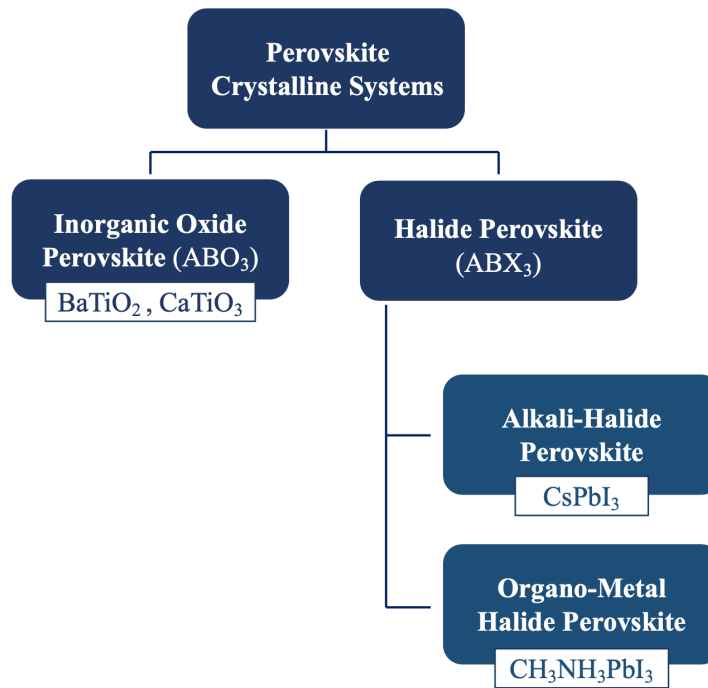 Perovskite
Crystalline Systems
Inorganic Oxide
Perovskite (ABO₃)
BaTiO₂ , CaTiO₃
Halide Perovskite
(ABX₃)
Alkali-Halide
Perovskite
CsPbI₃
Organo-Metal
Halide Perovskite
CH₃NH₃PbI₃